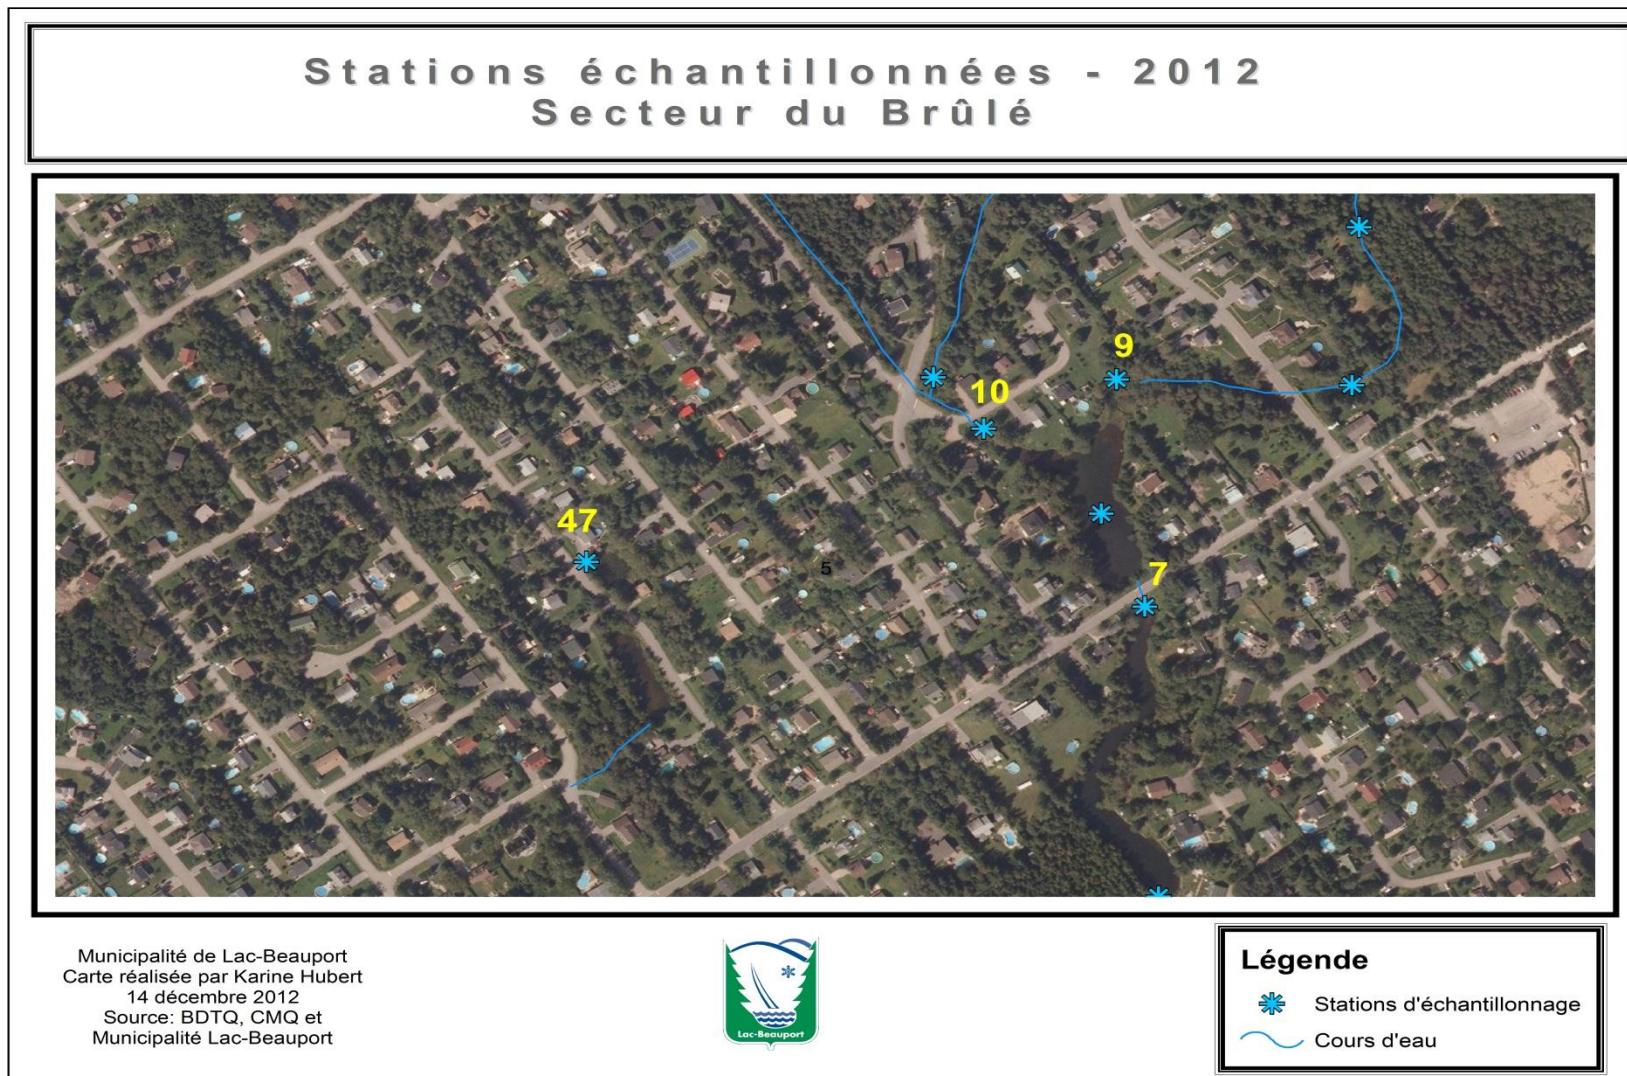 Stations échantillonnées - 2012
Secteur du Brûlé
9
10
47
5
7
Municipalité de Lac-Beauport
Carte réalisée par Karine Hubert
14 décembre 2012
Source: BDTQ, CMQ et
Municipalité Lac-Beauport
Lac-Beauport
Légende
Stations d'échantillonnage
Cours d'eau